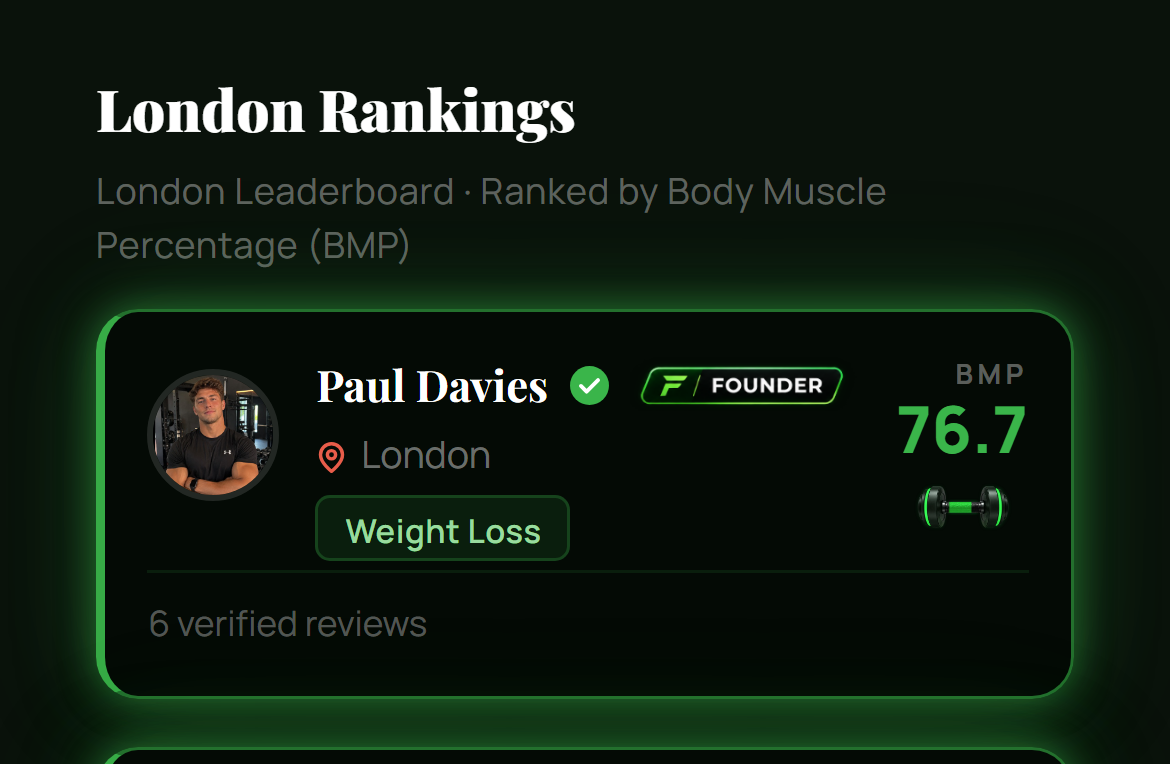 London Rankings
London Leaderboard · Ranked by Body Muscle
Percentage (BMP)
Paul Davies
FOUNDER
BMP
76.7
London
Weight Loss
6 verified reviews